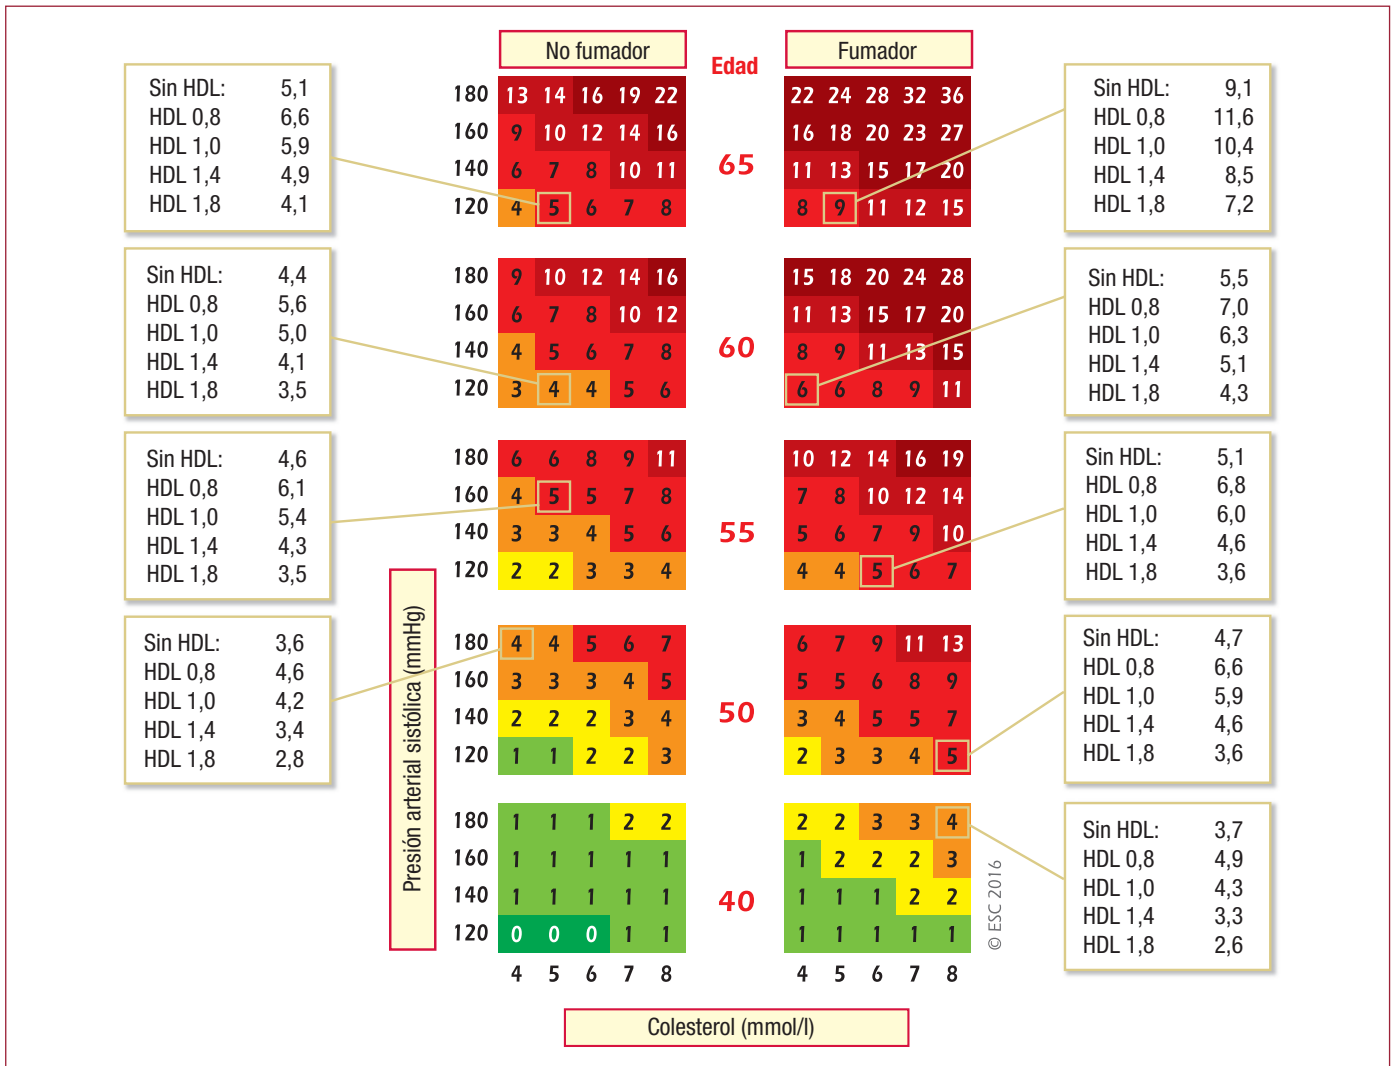 No fumador
Edad
Fumador
Sin HDL: 5,1
HDL 0,8 6,6
HDL 1,0 5,9
HDL 1,4 4,9
HDL 1,8 4,1
180 13 14 16 19 22
160 9 10 12 14 16
140 6 7 8 10 11
120 4 5 6 7 8
65
22 24 28 32 36
16 18 20 23 27
11 13 15 17 20
8 9 11 12 15
Sin HDL: 9,1
HDL 0,8 11,6
HDL 1,0 10,4
HDL 1,4 8,5
HDL 1,8 7,2
Sin HDL: 4,4
HDL 0,8 5,6
HDL 1,0 5,0
HDL 1,4 4,1
HDL 1,8 3,5
180 9 10 12 14 16
160 6 7 8 10 12
140 4 5 6 7 8
120 3 4 4 5 6
60
15 18 20 24 28
11 13 15 17 20
8 9 11 13 15
6 6 8 9 11
Sin HDL: 5,5
HDL 0,8 7,0
HDL 1,0 6,3
HDL 1,4 5,1
HDL 1,8 4,3
Sin HDL: 4,6
HDL 0,8 6,1
HDL 1,0 5,4
HDL 1,4 4,3
HDL 1,8 3,5
180 6 6 8 9 11
160 4 5 5 7 8
140 3 3 4 5 6
120 2 2 3 3 4
55
10 12 14 16 19
7 8 10 12 14
5 6 7 9 10
4 4 5 6 7
Sin HDL: 5,1
HDL 0,8 6,8
HDL 1,0 6,0
HDL 1,4 4,6
HDL 1,8 3,6
Sin HDL: 3,6
HDL 0,8 4,6
HDL 1,0 4,2
HDL 1,4 3,4
HDL 1,8 2,8
Presión arterial sistólica (mmHg)
180 4 4 5 6 7
160 3 3 3 4 5
140 2 2 2 3 4
120 1 1 2 2 3
50
6 7 9 11 13
5 5 6 8 9
3 4 5 5 7
2 3 3 4 5
Sin HDL: 4,7
HDL 0,8 6,6
HDL 1,0 5,9
HDL 1,4 4,6
HDL 1,8 3,6
180 1 1 1 2 2
160 1 1 1 1 1
140 1 1 1 1 1
120 0 0 0 1 1
40
2 2 3 3 4
1 2 2 2 3
1 1 1 2 2
1 1 1 1 1
© ESC 2016
Sin HDL: 3,7
HDL 0,8 4,9
HDL 1,0 4,3
HDL 1,4 3,3
HDL 1,8 2,6
4 5 6 7 8
4 5 6 7 8
Colesterol (mmol/l)